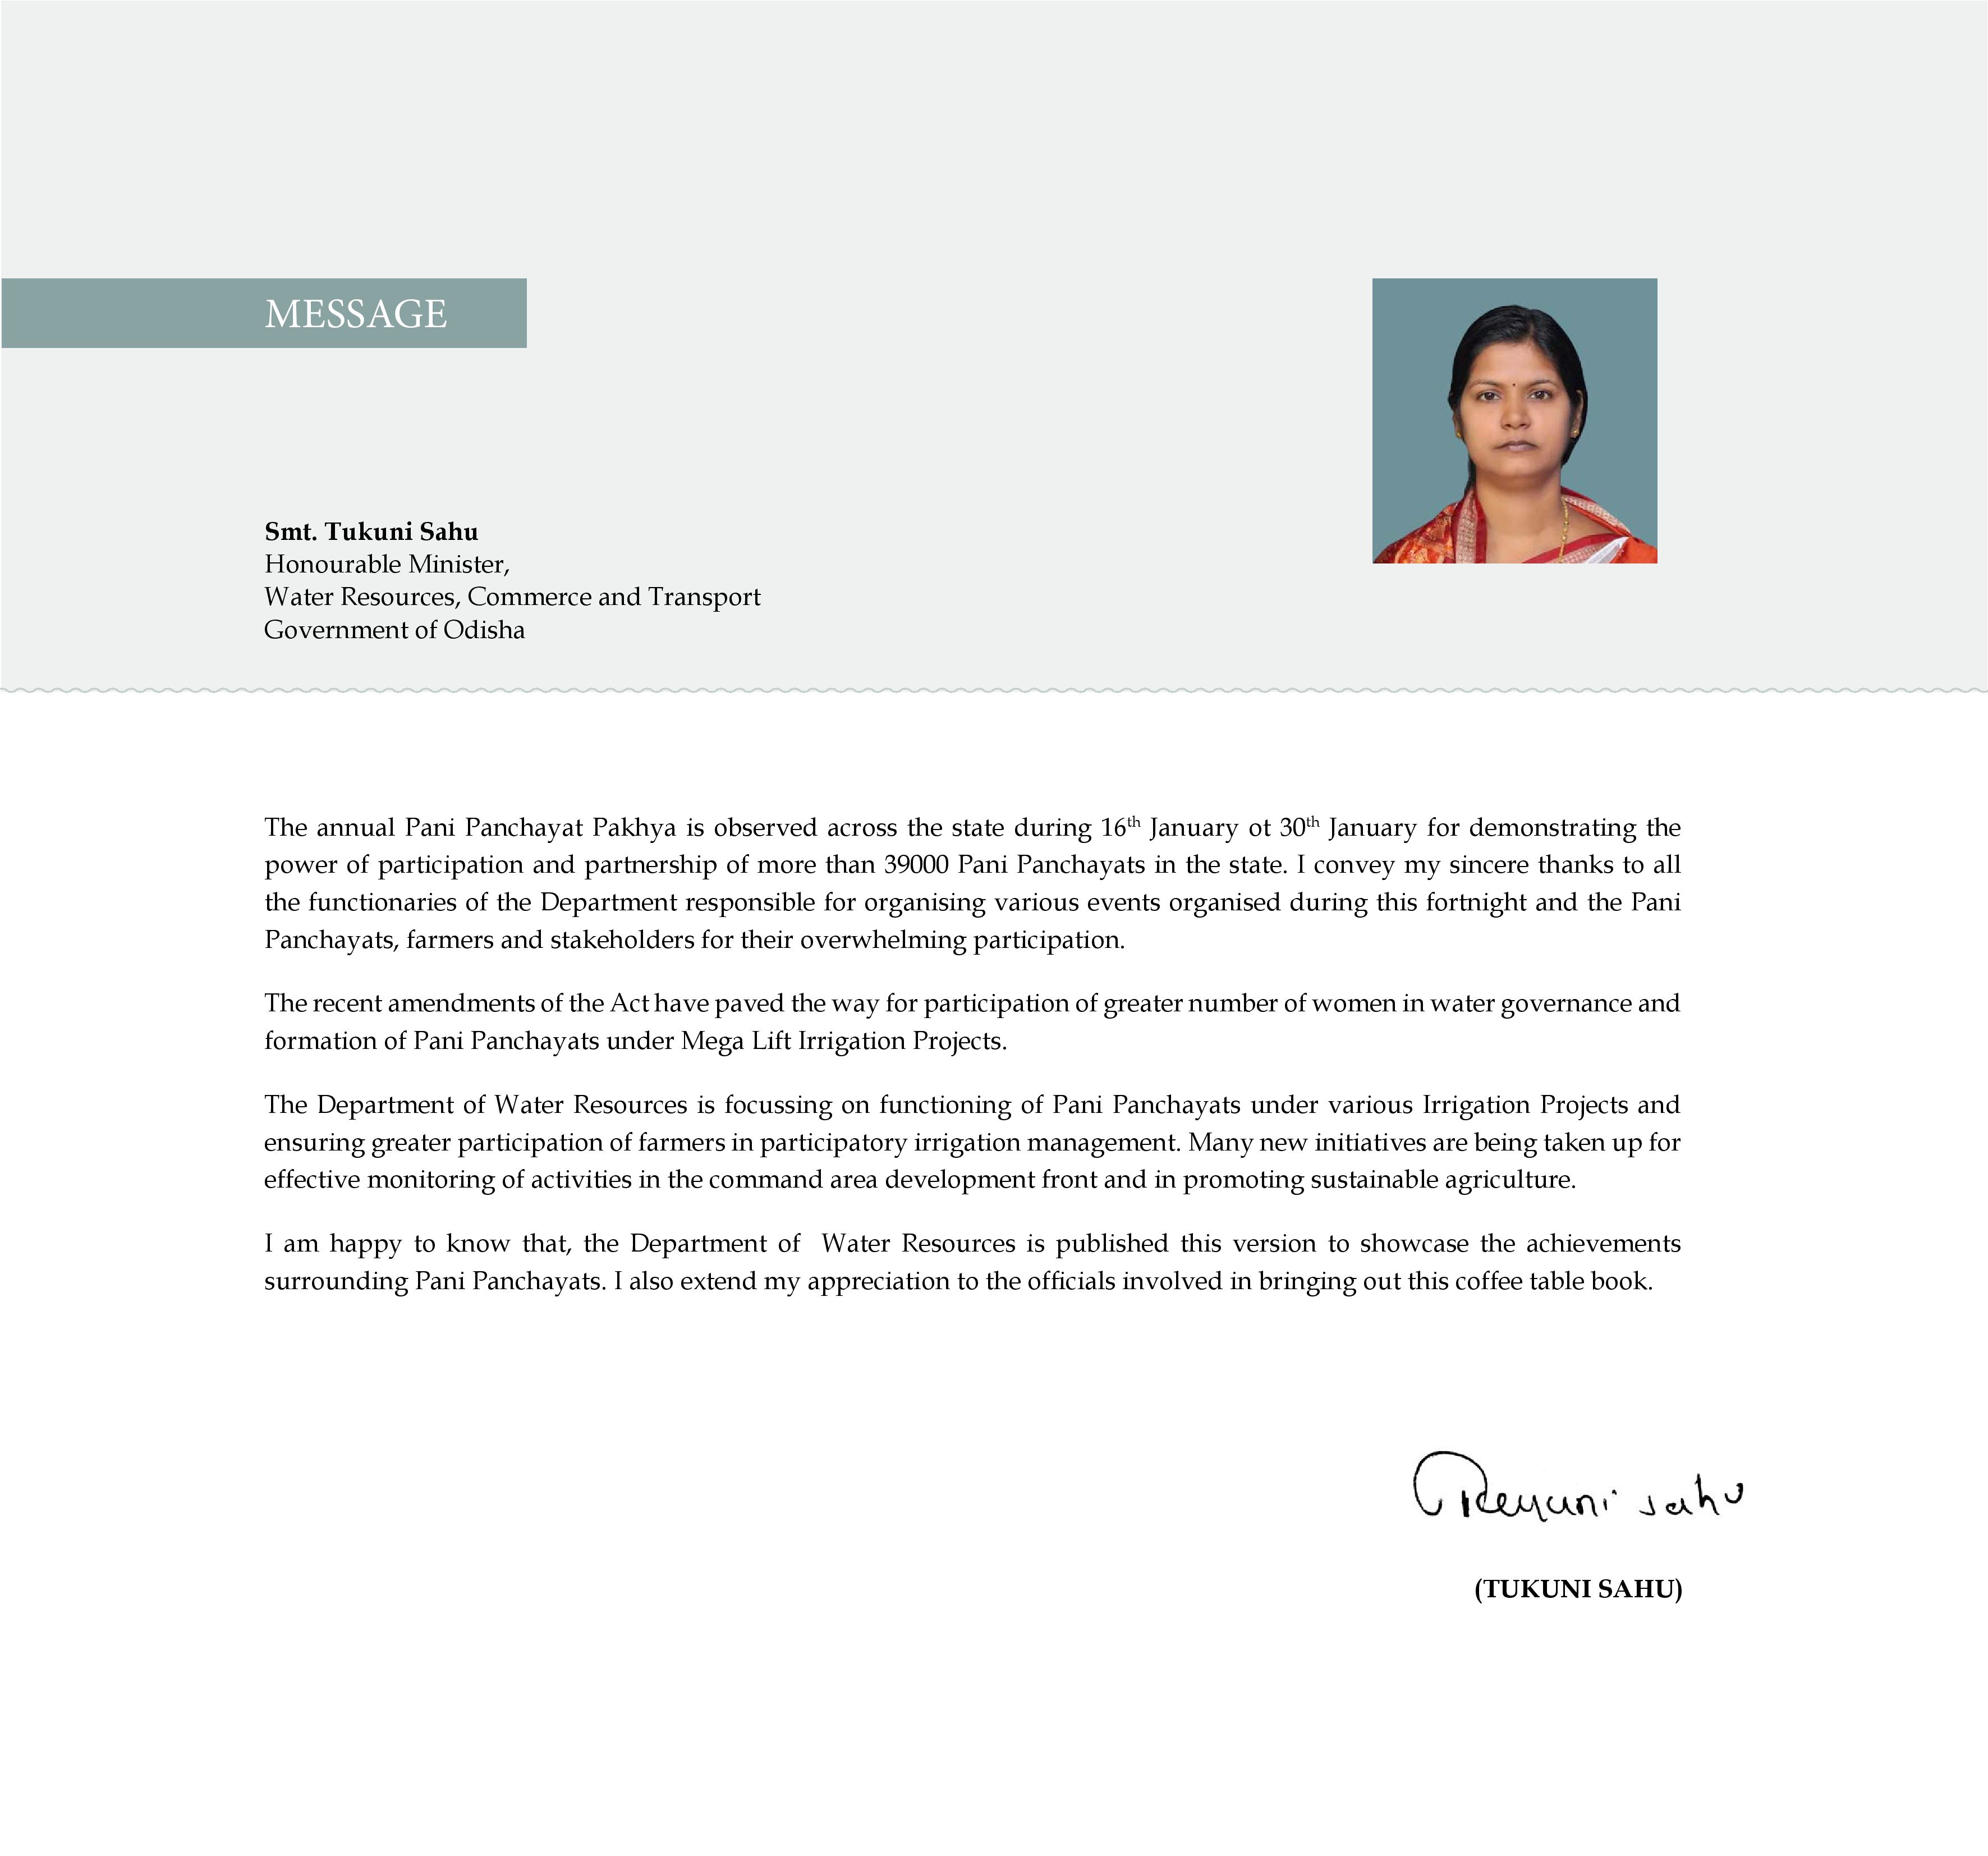 MESSAGE
Smt. Tukuni Sahu
Honourable Minister,
Water Resources, Commerce and Transport
Government of Odisha
The annual Pani Panchayat Pakhya is observed across the state during 16th January ot 30th January for demonstrating the
power of participation and partnership of more than 39000 Pani Panchayats in the state. I convey my sincere thanks to all
the functionaries of the Department responsible for organising various events organised during this fortnight and the Pani
Panchayats, farmers and stakeholders for their overwhelming participation.
The recent amendments of the Act have paved the way for participation of greater number of women in water governance and
formation of Pani Panchayats under Mega Lift Irrigation Projects.
The Department of Water Resources is focussing on functioning of Pani Panchayats under various Irrigation Projects and
ensuring greater participation of farmers in participatory irrigation management. Many new initiatives are being taken up for
effective monitoring of activities in the command area development front and in promoting sustainable agriculture.
I am happy to know that, the Department of  Water Resources is published this version to showcase the achievements
surrounding Pani Panchayats. I also extend my appreciation to the officials involved in bringing out this coffee table book.
sahu
(TUKUNI SAHU)